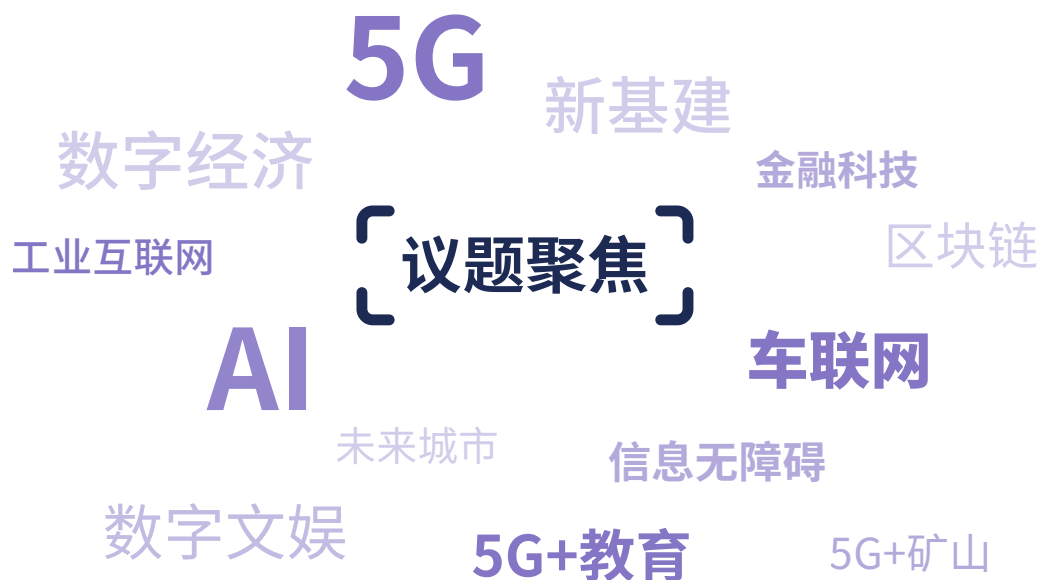 5G
新基建
数字经济
金融科技
区块链
工业互联网
议题聚焦
AI
车联网
未来城市
信息无障碍
数字文娱
5G+教育
5G+矿山